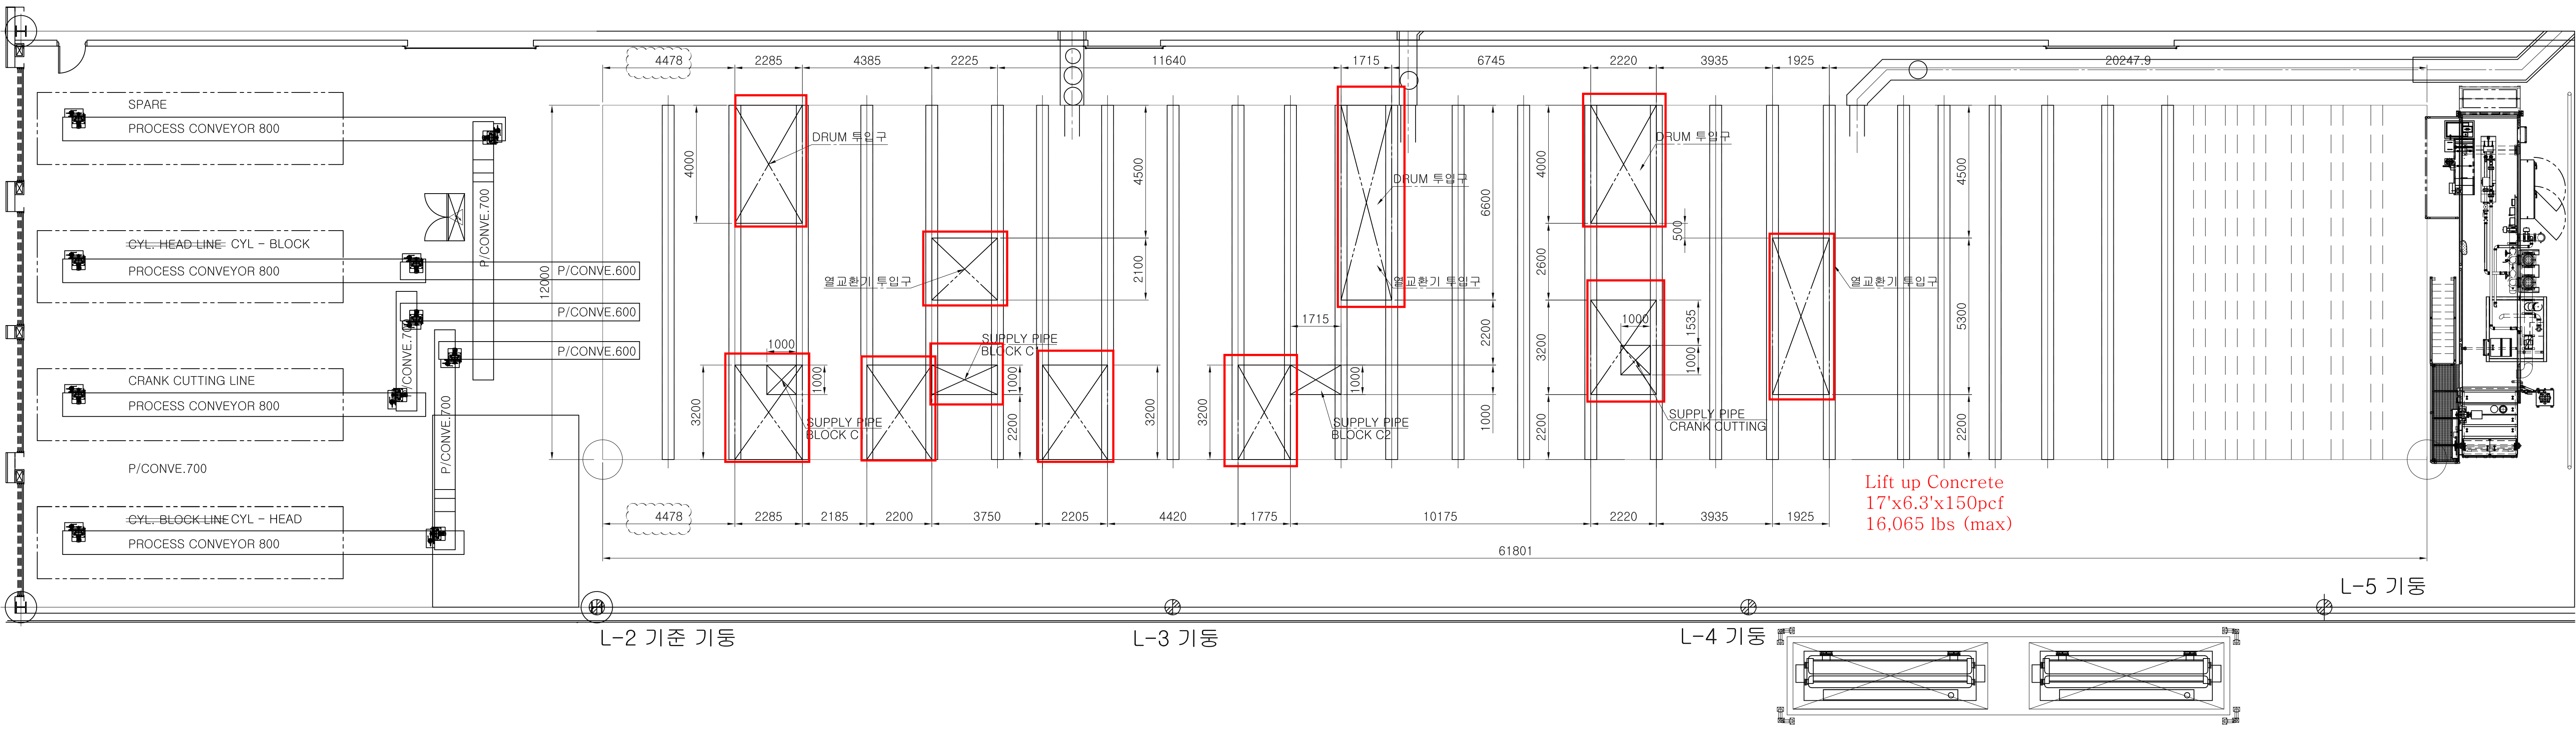 H
4478
2285
4385
2225
11640
1715
6745
2220
3935
1925
20247.9
SPARE
PROCESS CONVEYOR 800
P/CONVE.700
CYL. HEAD LINE CYL - BLOCK
PROCESS CONVEYOR 800
P/CONVE.600
P/CONVE.600
P/CONVE.600
P/CONVE.700
CRANK CUTTING LINE
PROCESS CONVEYOR 800
P/CONVE.700
P/CONVE.700
CYL. BLOCK LINE CYL - HEAD
PROCESS CONVEYOR 800
12000
4000
DRUM 투입구
4500
2100
열교환기 투입구
SUPPLY PIPE
BLOCK C1
1000
1000
3200
SUPPLY PIPE
BLOCK C
1000
2200
3200
3200
DRUM 투입구
열교환기 투입구
6600
2200
1000
1715
1000
SUPPLY PIPE
BLOCK C2
4000
2600
3200
2200
DRUM 투입구
500
1000
1535
1000
SUPPLY PIPE
CRANK CUTTING
열교환기 투입구
4500
5300
2200
Lift up Concrete
17'x6.3'x150pcf
16,065 lbs (max)
4478
2285
2185
2200
3750
2205
4420
1775
10175
2220
3935
1925
61801
H
H
L-2 기준 기둥
L-3 기둥
L-4 기둥
L-5 기둥